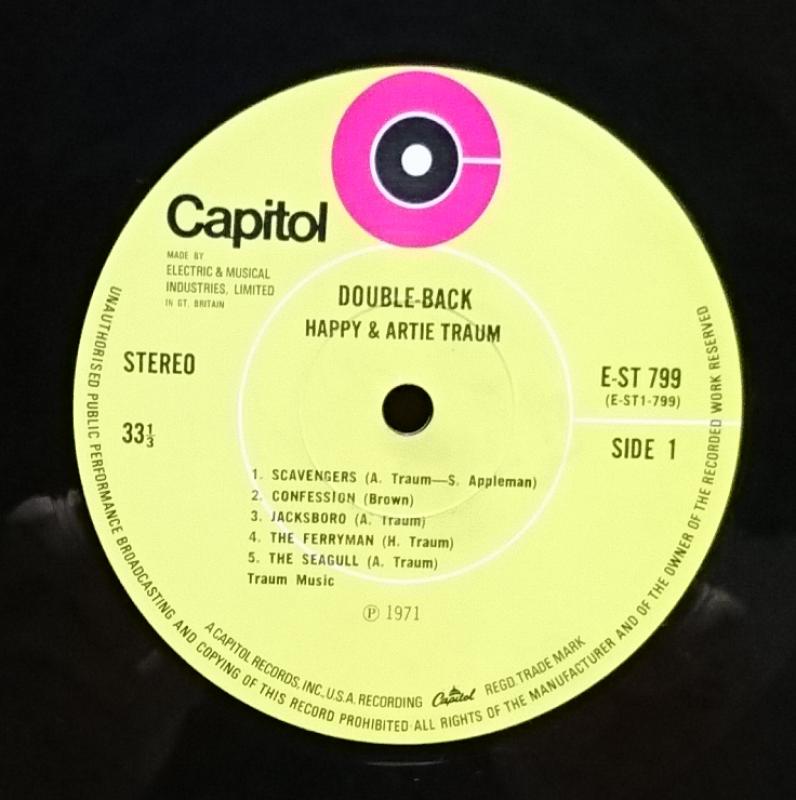 Capitol
MADE BY
ELECTRIC & MUSICAL
INDUSTRIES, LIMITED
IN GT. BRITAIN
DOUBLE-BACK
HAPPY & ARTIE TRAUM
STEREO
33⅓
E-ST 799
(E-ST1-799)
SIDE 1
1. SCAVENGERS (A. Traum—S. Appleman)
2. CONFESSION (Brown)
3. JACKSBORO (A. Traum)
4. THE FERRYMAN (H. Traum)
5. THE SEAGULL (A. Traum)
Traum Music
℗ 1971
A CAPITOL RECORDS, INC., U.S.A. RECORDING Capitol REGD. TRADE MARK
UNAUTHORISED PUBLIC PERFORMANCE BROADCASTING AND COPYING OF THIS RECORD PROHIBITED ALL RIGHTS OF THE MANUFACTURER AND OF THE OWNER OF THE RECORDED WORK RESERVED